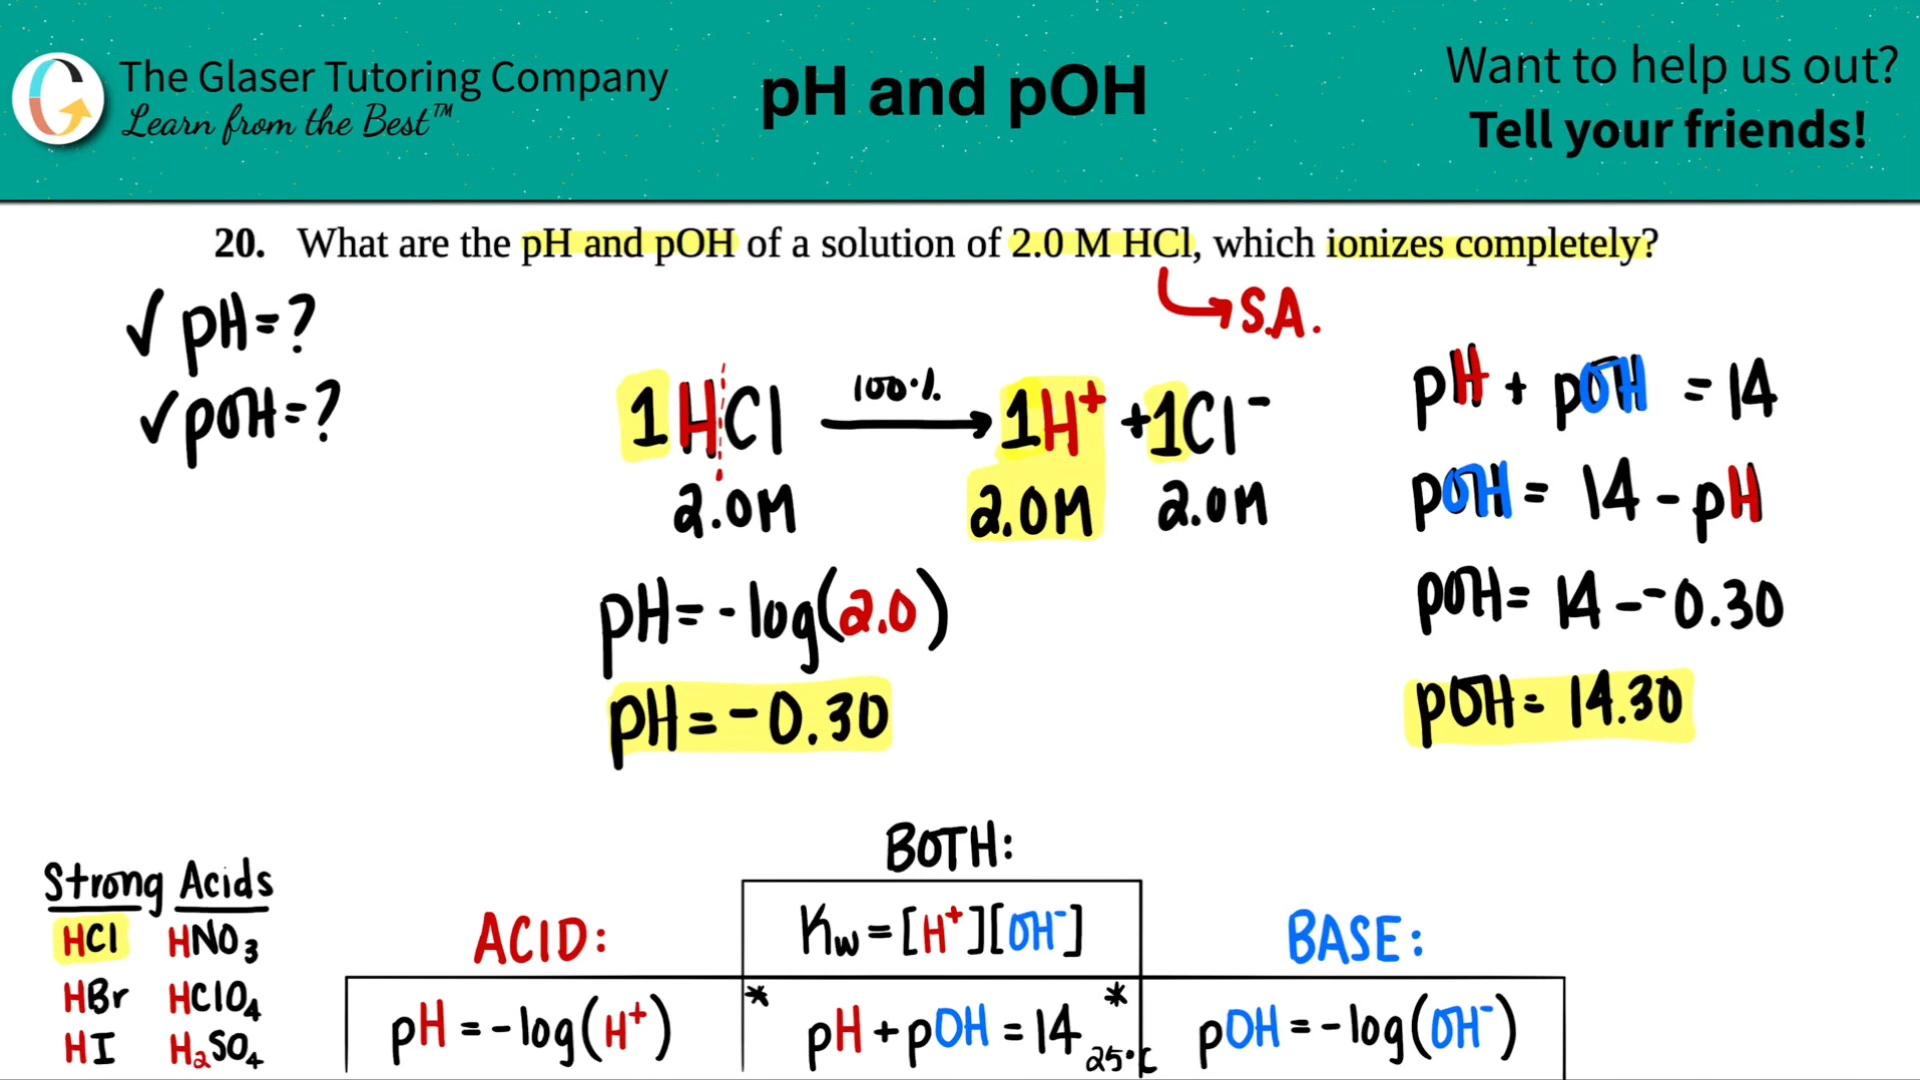 The Glaser Tutoring Company
Learn from the Best™
pH and pOH
Want to help us out?
Tell your friends!
20. What are the pH and pOH of a solution of 2.0 M HCl, which ionizes completely?
S.A.
✓ pH=?
✓ pOH=?
1HCl 100% → 1H⁺ + 1Cl⁻
2.0M 2.0M 2.0M
pH = -log(2.0)
pH = -0.30
pH + pOH = 14
pOH = 14 - pH
pOH = 14 - -0.30
pOH = 14.30
Strong Acids
HCl HNO₃
HBr HClO₄
HI H₂SO₄
ACID:
pH = -log(H⁺)
BOTH:
Kw = [H⁺][OH⁻]
* pH + pOH = 14 25°C *
BASE:
pOH = -log(OH⁻)